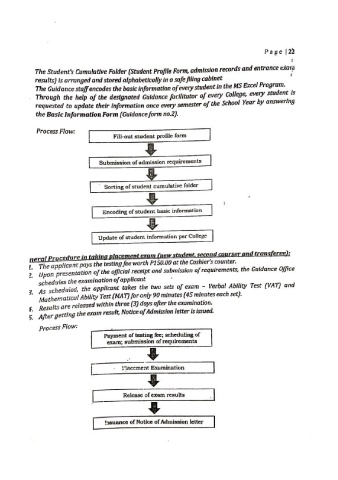 Page | 22
The Student's Cumulative Folder (Student Profile Form, admission records and entrance exam
results) is arranged and stored alphabetically in a safe filing cabinet
The Guidance staff encodes the basic information of every student in the MS Excel Program.
Through the help of the designated Guidance facilitator of every College, every student is
requested to update their information once every semester of the School Year by answering
the Basic Information Form (Guidance form no.2).
Process Flow:
Fill-out student profile form
Submission of admission requirements
Sorting of student cumulative folder
Encoding of student basic information
Update of student information per College
neral Procedure in taking placement exam (new student, second courser and transferee):
1. The applicant pays the testing fee worth P150.00 at the Cashier's counter.
2. Upon presentation of the official receipt and submission of requirements, the Guidance Office
schedules the examination of applicant
3. As scheduled, the applicant takes the two sets of exam – Verbal Ability Test (VAT) and
Mathematical Ability Test (MAT) for only 90 minutes (45 minutes each set).
4. Results are released within three (3) days after the examination.
5. After getting the exam result, Notice of Admission letter is issued.
Process Flow:
Payment of testing fee; scheduling of
exam; submission of requirements
Placement Examination
Release of exam results
Issuance of Notice of Admission letter